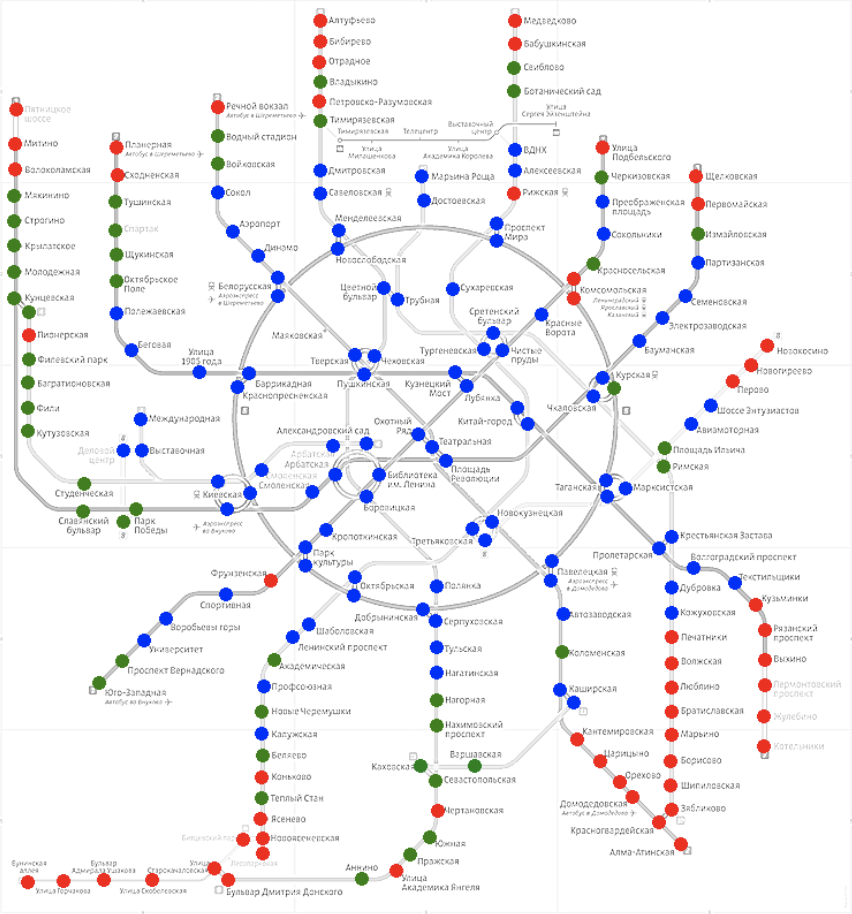 Алтуфьево
Бибирево
Отрадное
Владыкино
Петровско-Разумовская
Тимирязевская
Тимирязевская
Телецентр
Выставочный
центр
Улица
Сергея Эйзенштейна
Улица
Милашенкова
Улица
Академика Королева
Дмитровская
Савеловская
Менделеевская
Новослободская
Медведково
Бабушкинская
Свиблово
Ботанический сад
ВДНХ
Алексеевская
Рижская
Проспект
Мира
Марьина Роща
Достоевская
Сухаревская
Цветной
бульвар
Трубная
Сретенский
бульвар
Тургеневская
Чистые
пруды
Пятницкое
шоссе
Митино
Волоколамская
Мякинино
Строгино
Крылатское
Молодежная
Кунцевская
Пионерская
Филевский парк
Багратионовская
Фили
Кутузовская
Студенческая
Славянский
бульвар
Парк
Победы
Планерная
Автобус в Шереметьево
Сходненская
Тушинская
Спартак
Щукинская
Октябрьское
Поле
Полежаевская
Беговая
Улица
1905 года
Баррикадная
Краснопресненская
Речной вокзал
Автобус в Шереметьево
Водный стадион
Войковская
Сокол
Аэропорт
Динамо
Белорусская
Аэроэкспресс
в Шереметьево
Маяковская
Тверская
Чеховская
Пушкинская
Кузнецкий
Мост
Лубянка
Китай-город
Улица
Подбельского
Черкизовская
Преображенская
площадь
Сокольники
Красносельская
Комсомольская
Ленинградский
Ярославский
Казанский
Красные
Ворота
Щелковская
Первомайская
Измайловская
Партизанская
Семеновская
Электрозаводская
Бауманская
Курская
Чкаловская
Новокосино
Новогиреево
Перово
Шоссе Энтузиастов
Авиамоторная
Площадь Ильича
Римская
Международная
Деловой
центр
Выставочная
Киевская
Аэроэкспресс
во Внуково
Александровский сад
Арбатская
Арбатская
Смоленская
Смоленская
Охотный
Ряд
Театральная
Площадь
Революции
Библиотека
им. Ленина
Боровицкая
Кропоткинская
Парк
культуры
Фрунзенская
Спортивная
Воробьевы горы
Университет
Проспект Вернадского
Юго-Западная
Автобус во Внуково
Таганская
Марксистская
Новокузнецкая
Третьяковская
Павелецкая
Аэроэкспресс
в Домодедово
Пролетарская
Крестьянская Застава
Волгоградский проспект
Текстильщики
Кузьминки
Рязанский
проспект
Выхино
Лермонтовский
проспект
Жулебино
Котельники
Дубровка
Кожуховская
Печатники
Волжская
Люблино
Братиславская
Марьино
Борисово
Шипиловская
Зябликово
Октябрьская
Добрынинская
Полянка
Серпуховская
Тульская
Нагатинская
Нагорная
Нахимовский
проспект
Варшавская
Каховская
Севастопольская
Чертановская
Южная
Пражская
Улица
Академика Янгеля
Аннино
Бульвар Дмитрия Донского
Шаболовская
Ленинский проспект
Академическая
Профсоюзная
Новые Черемушки
Калужская
Беляево
Коньково
Теплый Стан
Ясенево
Новоясеневская
Битцевский парк
Лесопарковая
Улица
Старокачаловская
Улица Скобелевская
Бульвар
Адмирала Ушакова
Улица Горчакова
Бунинская
аллея
Автозаводская
Коломенская
Каширская
Кантемировская
Царицыно
Орехово
Домодедовская
Автобус в Домодедово
Красногвардейская
Алма-Атинская